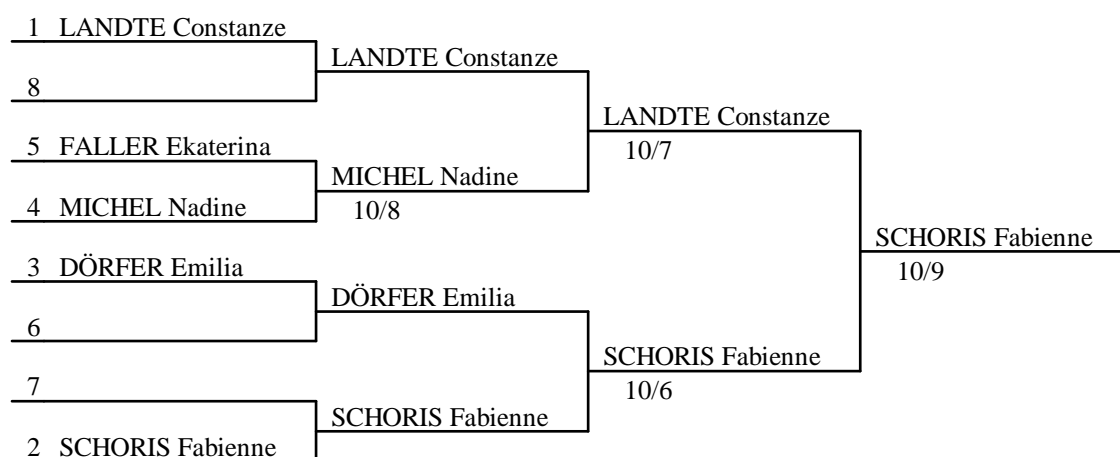 1 LANDTE Constanze
LANDTE Constanze
8
LANDTE Constanze
10/7
5 FALLER Ekaterina
MICHEL Nadine
10/8
4 MICHEL Nadine
SCHORIS Fabienne
10/9
3 DÖRFER Emilia
DÖRFER Emilia
6
SCHORIS Fabienne
10/6
7
SCHORIS Fabienne
2 SCHORIS Fabienne